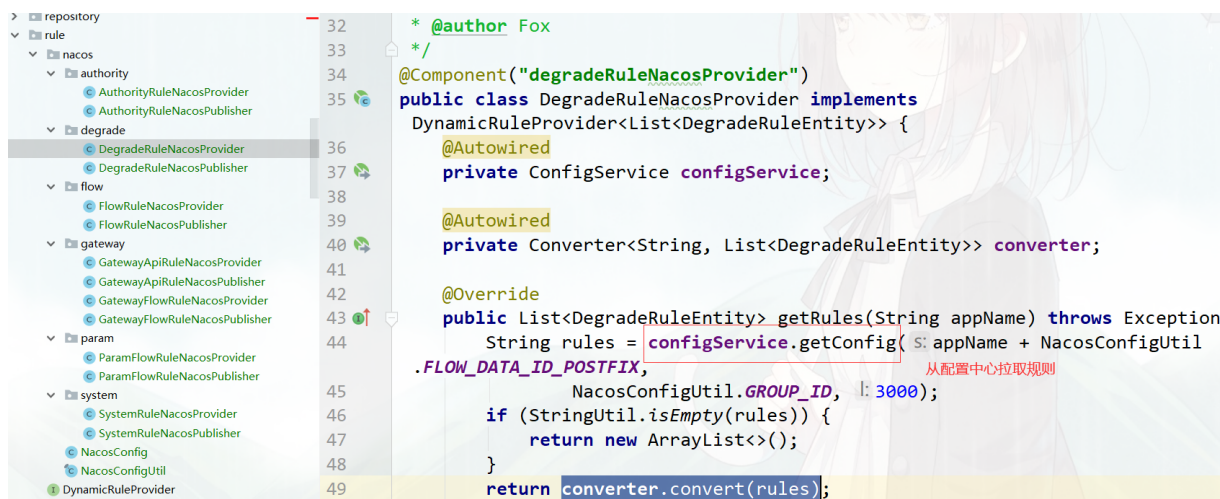 repository
rule
nacos
authority
AuthorityRuleNacosProvider
AuthorityRuleNacosPublisher
degrade
DegradeRuleNacosProvider
DegradeRuleNacosPublisher
flow
FlowRuleNacosProvider
FlowRuleNacosPublisher
gateway
GatewayApiRuleNacosProvider
GatewayApiRuleNacosPublisher
GatewayFlowRuleNacosProvider
GatewayFlowRuleNacosPublisher
param
ParamFlowRuleNacosProvider
ParamFlowRuleNacosPublisher
system
SystemRuleNacosProvider
SystemRuleNacosPublisher
NacosConfig
NacosConfigUtil
DynamicRuleProvider
32 * @author Fox
33 */
34 @Component("degradeRuleNacosProvider")
35 public class DegradeRuleNacosProvider implements
DynamicRuleProvider<List<DegradeRuleEntity>> {
36 @Autowired
37 private ConfigService configService;
38
39 @Autowired
40 private Converter<String, List<DegradeRuleEntity>> converter;
41
42 @Override
43 public List<DegradeRuleEntity> getRules(String appName) throws Exception
44 String rules = configService.getConfig( s: appName + NacosConfigUtil
.FLOW_DATA_ID_POSTFIX,
从配置中心拉取规则
45 NacosConfigUtil.GROUP_ID, l: 3000);
46 if (StringUtil.isEmpty(rules)) {
47 return new ArrayList<>();
48 }
49 return converter.convert(rules);